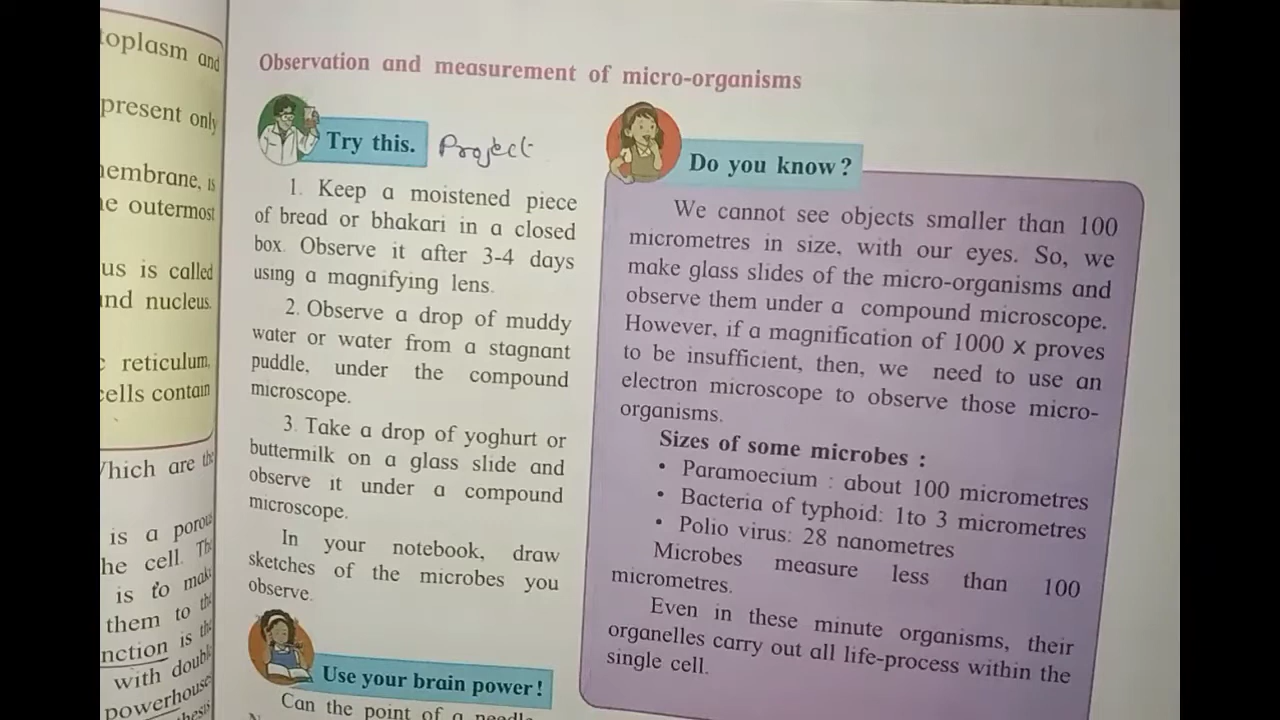 toplasm and
present only
membrane, is
outermost
us is called
and nucleus.
reticulum,
cells contain
Which are the
is a porous
he cell. The
is to make
them to the
nction is the
with double
powerhouse
Observation and measurement of micro-organisms
Try this. Project
1. Keep a moistened piece
of bread or bhakari in a closed
box. Observe it after 3-4 days
using a magnifying lens.
2. Observe a drop of muddy
water or water from a stagnant
puddle, under the compound
microscope.
3. Take a drop of yoghurt or
buttermilk on a glass slide and
observe it under a compound
microscope.
In your notebook, draw
sketches of the microbes you
observe.
Use your brain power!
Can the point of a needle
Do you know?
We cannot see objects smaller than 100
micrometres in size, with our eyes. So, we
make glass slides of the micro-organisms and
observe them under a compound microscope.
However, if a magnification of 1000 x proves
to be insufficient, then, we need to use an
electron microscope to observe those micro-
organisms.
Sizes of some microbes :
• Paramoecium : about 100 micrometres
• Bacteria of typhoid: 1to 3 micrometres
• Polio virus: 28 nanometres
Microbes measure less than 100
micrometres.
Even in these minute organisms, their
organelles carry out all life-process within the
single cell.